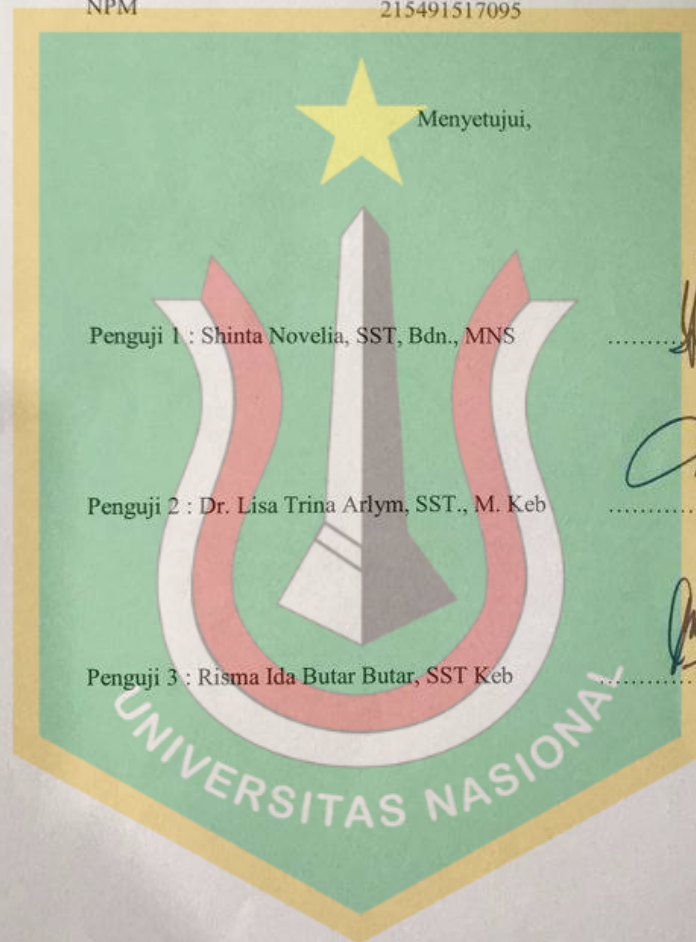 NPM 215491517095
Menyetujui,
Penguji 1 : Shinta Novelia, SST, Bdn., MNS ..........
Penguji 2 : Dr. Lisa Trina Arlym, SST., M. Keb ..........
Penguji 3 : Risma Ida Butar Butar, SST Keb ..........
UNIVERSITAS NASIONAL